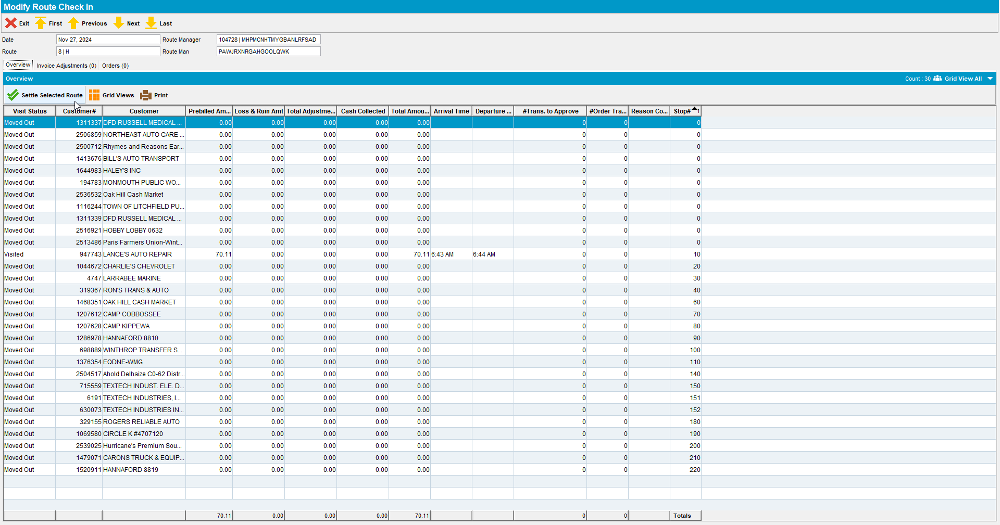 Modify Route Check In
Exit First Previous Next Last
Date Nov 27, 2024 Route Manager 104728 | MHPMCNHTMYGBANLRFSAD
Route 8 | H Route Man PAWJRXNRGAHGOOLQWK
Overview Invoice Adjustments (0) Orders (0)
Overview Count : 30 Grid View All
Settle Selected Route Grid Views Print
Visit Status Customer# Customer Prebilled Am... Loss & Ruin Amt Total Adjustme... Cash Collected Total Amou... Arrival Time Departure ... #Trans. to Approve #Order Tra... Reason Co... Stop# 1
Moved Out 1311337 DFD RUSSELL MEDICAL ... 0.00 0.00 0.00 0.00 0.00 0 0 0
Moved Out 2506859 NORTHEAST AUTO CARE ... 0.00 0.00 0.00 0.00 0.00 0 0 0
Moved Out 2500712 Rhymes and Reasons Ear... 0.00 0.00 0.00 0.00 0.00 0 0 0
Moved Out 1413676 BILL'S AUTO TRANSPORT 0.00 0.00 0.00 0.00 0.00 0 0 0
Moved Out 1644983 HALEY'S INC 0.00 0.00 0.00 0.00 0.00 0 0 0
Moved Out 194783 MONMOUTH PUBLIC WO... 0.00 0.00 0.00 0.00 0.00 0 0 0
Moved Out 2536532 Oak Hill Cash Market 0.00 0.00 0.00 0.00 0.00 0 0 0
Moved Out 1116244 TOWN OF LITCHFIELD PU... 0.00 0.00 0.00 0.00 0.00 0 0 0
Moved Out 1311339 DFD RUSSELL MEDICAL ... 0.00 0.00 0.00 0.00 0.00 0 0 0
Moved Out 2516921 HOBBY LOBBY 0632 0.00 0.00 0.00 0.00 0.00 0 0 0
Moved Out 2513486 Paris Farmers Union-Wint... 0.00 0.00 0.00 0.00 0.00 0 0 0
Visited 947743 LANCE'S AUTO REPAIR 70.11 0.00 0.00 0.00 70.11 6:43 AM 6:44 AM 0 0 10
Moved Out 1044672 CHARLIE'S CHEVROLET 0.00 0.00 0.00 0.00 0.00 0 0 20
Moved Out 4747 LARRABEE MARINE 0.00 0.00 0.00 0.00 0.00 0 0 30
Moved Out 319367 RON'S TRANS & AUTO 0.00 0.00 0.00 0.00 0.00 0 0 40
Moved Out 1468351 OAK HILL CASH MARKET 0.00 0.00 0.00 0.00 0.00 0 0 60
Moved Out 1207612 CAMP COBBOSSEE 0.00 0.00 0.00 0.00 0.00 0 0 70
Moved Out 1207628 CAMP KIPPEWA 0.00 0.00 0.00 0.00 0.00 0 0 80
Moved Out 1286978 HANNAFORD 8810 0.00 0.00 0.00 0.00 0.00 0 0 90
Moved Out 698889 WINTHROP TRANSFER S... 0.00 0.00 0.00 0.00 0.00 0 0 100
Moved Out 1376354 EQDNE-WMG 0.00 0.00 0.00 0.00 0.00 0 0 110
Moved Out 2504517 Ahold Delhaize C0-62 Distr... 0.00 0.00 0.00 0.00 0.00 0 0 140
Moved Out 715559 TEXTECH INDUST. ELE. D... 0.00 0.00 0.00 0.00 0.00 0 0 150
Moved Out 6191 TEXTECH INDUSTRIES, I... 0.00 0.00 0.00 0.00 0.00 0 0 151
Moved Out 630073 TEXTECH INDUSTRIES IN... 0.00 0.00 0.00 0.00 0.00 0 0 152
Moved Out 329155 ROGERS RELIABLE AUTO 0.00 0.00 0.00 0.00 0.00 0 0 180
Moved Out 1069580 CIRCLE K #4707120 0.00 0.00 0.00 0.00 0.00 0 0 190
Moved Out 2539025 Hurricane's Premium Sou... 0.00 0.00 0.00 0.00 0.00 0 0 200
Moved Out 1479071 CARONS TRUCK & EQUIP... 0.00 0.00 0.00 0.00 0.00 0 0 210
Moved Out 1520911 HANNAFORD 8819 0.00 0.00 0.00 0.00 0.00 0 0 220
70.11 0.00 0.00 0.00 70.11 0 0 Totals